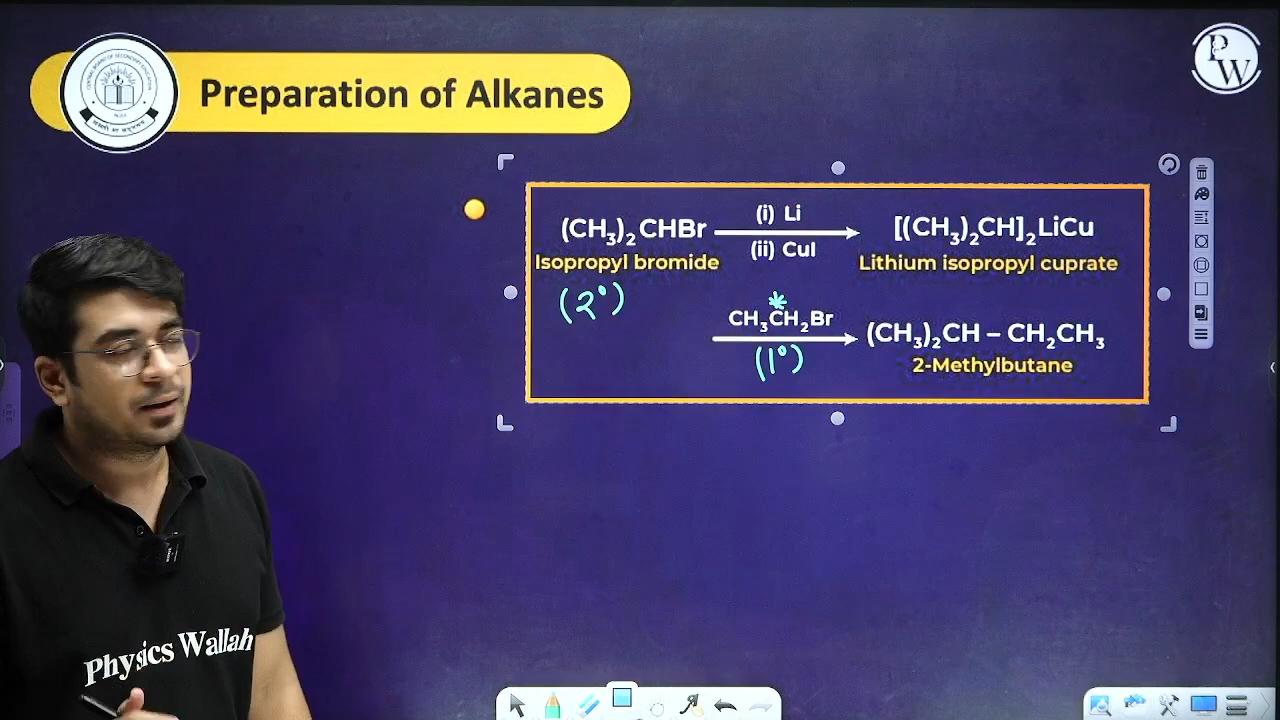 Preparation of Alkanes
PW
(CH₃)₂CHBr
(i) Li
(ii) CuI
[(CH₃)₂CH]₂LiCu
Isopropyl bromide
Lithium isopropyl cuprate
(2°)
*
CH₃CH₂Br
(1°)
(CH₃)₂CH – CH₂CH₃
2-Methylbutane
Physics Wallah